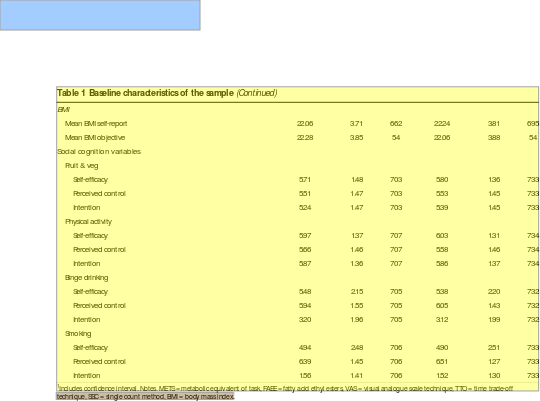 Table 1 Baseline characteristics of the sample (Continued)
BMI
Mean BMI self-report 22.06 3.71 662 22.24 3.81 695
Mean BMI objective 22.28 3.85 54 22.06 3.88 54
Social cognition variables
Fruit & veg
Self-efficacy 5.71 1.48 703 5.80 1.36 733
Perceived control 5.51 1.47 703 5.53 1.45 733
Intention 5.24 1.47 703 5.39 1.45 733
Physical activity
Self-efficacy 5.97 1.37 707 6.03 1.31 734
Perceived control 5.66 1.46 707 5.58 1.46 734
Intention 5.87 1.36 707 5.86 1.37 734
Binge drinking
Self-efficacy 5.48 2.15 705 5.38 2.20 732
Perceived control 5.94 1.55 705 6.05 1.43 732
Intention 3.20 1.96 705 3.12 1.99 732
Smoking
Self-efficacy 4.94 2.48 706 4.90 2.51 733
Perceived control 6.39 1.45 706 6.51 1.27 733
Intention 1.56 1.41 706 1.52 1.30 733
Includes confidence interval. Notes. METS = metabolic equivalent of task, FAEE = fatty acid ethyl esters, VAS = visual analogue scale technique, TTO = time trade-off
technique, SBC = single count method, BMI = body mass index.